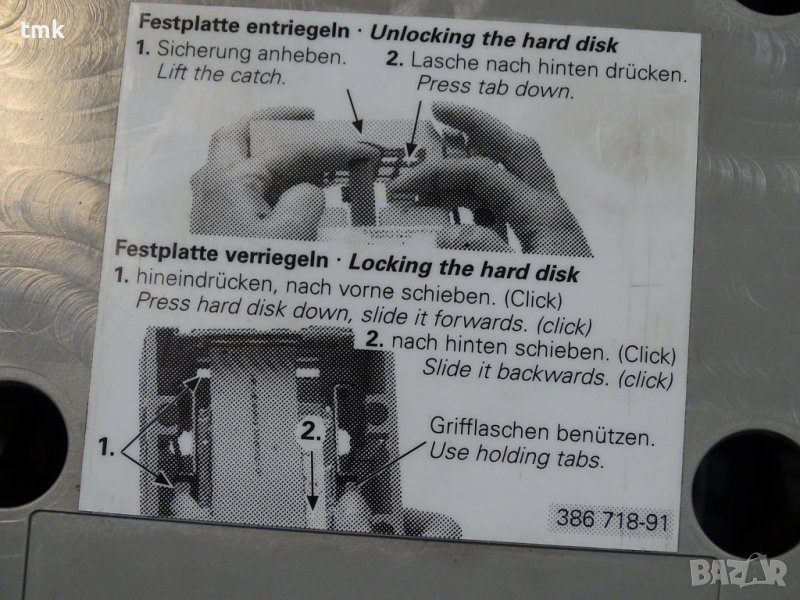 tmk
Festplatte entriegeln · Unlocking the hard disk
1. Sicherung anheben.
Lift the catch.
2. Lasche nach hinten drücken.
Press tab down.
Festplatte verriegeln · Locking the hard disk
1. hineindrücken, nach vorne schieben. (Click)
Press hard disk down, slide it forwards. (click)
2. nach hinten schieben. (Click)
Slide it backwards. (click)
1.
2.
Grifflaschen benützen.
Use holding tabs.
386 718-91
BAZAR